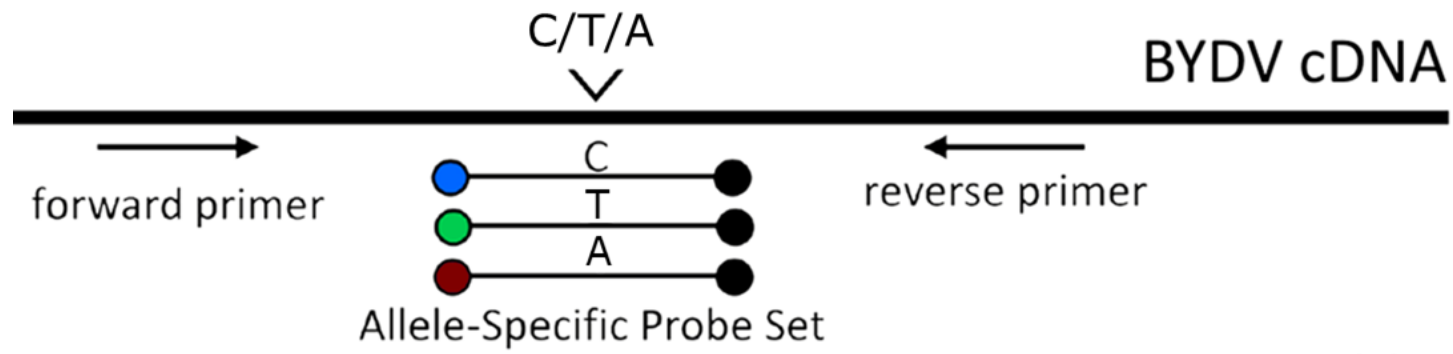 C/T/A
BYDV cDNA
forward primer
C
T
A
reverse primer
Allele-Specific Probe Set